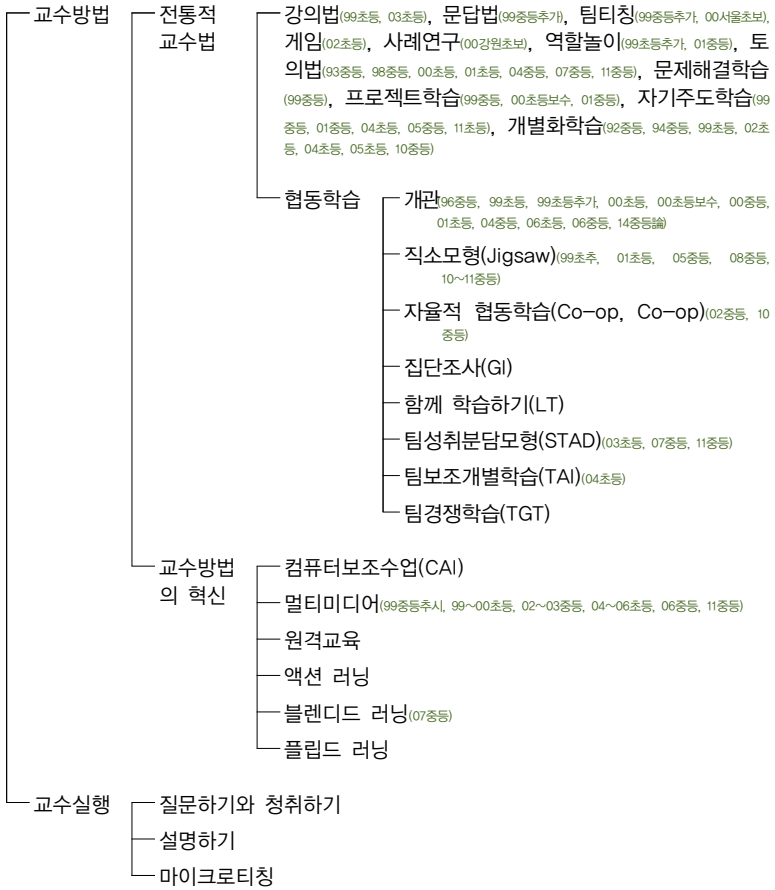 교수방법 전통적 강의법(99초등, 03초등), 문답법(99중등추가), 팀티칭(99중등추가, 00서울초보),
교수법 게임(02초등), 사례연구(00강원초보), 역할놀이(99초등추가, 01중등), 토
의법(93중등, 98중등, 00초등, 01초등, 04중등, 07중등, 11중등), 문제해결학습
(99중등), 프로젝트학습(99중등, 00초등보수, 01중등), 자기주도학습(99
중등, 01중등, 04초등, 05중등, 11초등), 개별화학습(92중등, 94중등, 99초등, 02초
등, 04초등, 05초등, 10중등)
협동학습 개관(96중등, 99초등, 99초등추가, 00초등, 00초등보수, 00중등,
01초등, 04중등, 06초등, 06중등, 14중등論)
직소모형(Jigsaw)(99초추, 01초등, 05중등, 08중등,
10~11중등)
자율적 협동학습(Co-op, Co-op)(02중등, 10
중등)
집단조사(GI)
함께 학습하기(LT)
팀성취분담모형(STAD)(03초등, 07중등, 11중등)
팀보조개별학습(TAI)(04초등)
팀경쟁학습(TGT)
교수방법 컴퓨터보조수업(CAI)
의 혁신 멀티미디어(99중등추시, 99~00초등, 02~03중등, 04~06초등, 06중등, 11중등)
원격교육
액션 러닝
블렌디드 러닝(07중등)
플립드 러닝
교수실행 질문하기와 청취하기
설명하기
마이크로티칭